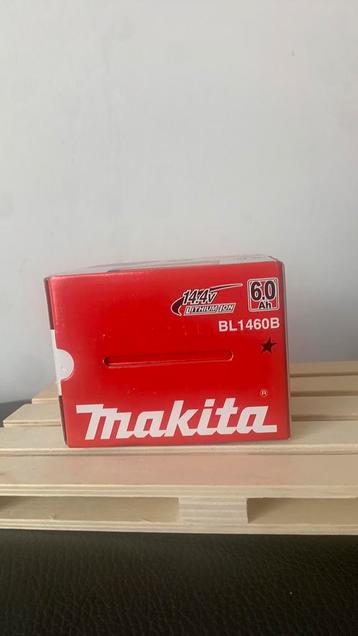 14.4V
LITHIUM ION
6.0
Ah
BL1460B
makita®